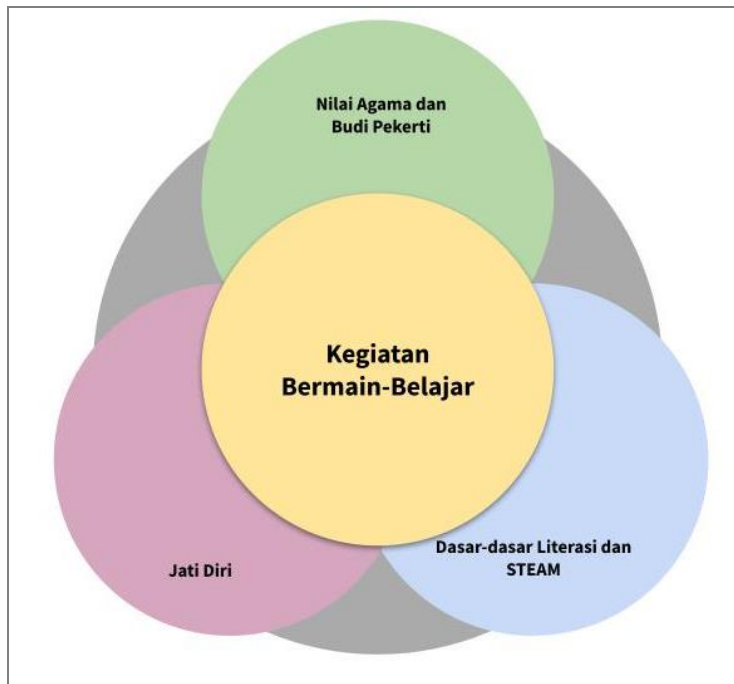 Nilai Agama dan
Budi Pekerti
Kegiatan
Bermain-Belajar
Jati Diri
Dasar-dasar Literasi dan
STEAM